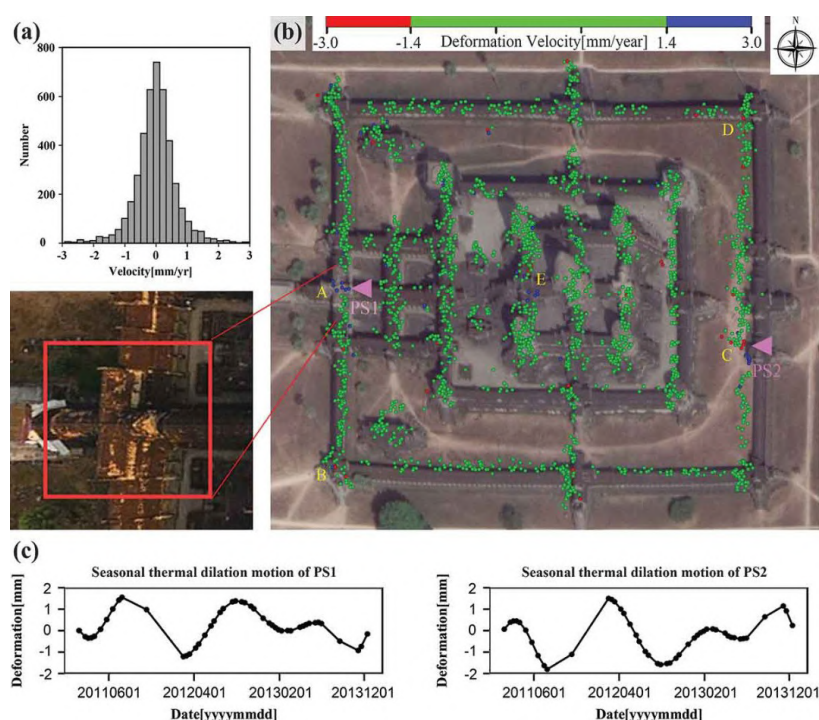 (a)
800
600
400
200
0
Number
-3 -2 -1 0 1 2 3
Velocity[mm/yr]
(b)
Deformation Velocity[mm/year]
-3.0 -1.4 1.4 3.0
N
D
A
PS1
E
C
PS2
B
(c)
Seasonal thermal dilation motion of PS1
Deformation[mm]
2
1
0
-1
-2
20110601 20120401 20130201 20131201
Date[yyyymmdd]
Seasonal thermal dilation motion of PS2
Deformation[mm]
2
1
0
-1
-2
20110601 20120401 20130201 20131201
Date[yyyymmdd]